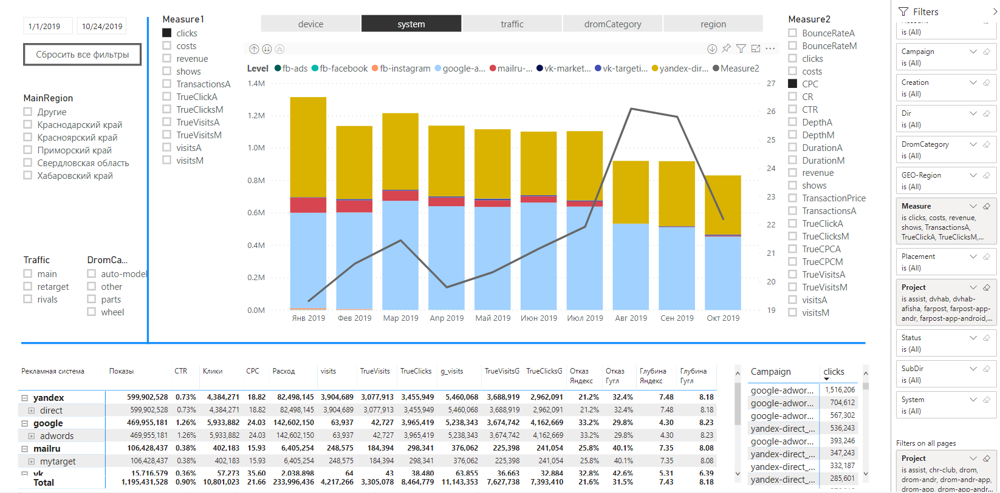 1/1/2019
10/24/2019
Сбросить все фильтры
MainRegion
Другие
Краснодарский край
Красноярский край
Приморский край
Свердловская область
Хабаровский край
Traffic
main
retarget
rivals
DromCa...
auto-model
other
parts
wheel
Measure1
clicks
costs
revenue
shows
TransactionsA
TrueClickA
TrueClicksM
TrueVisitsA
TrueVisitsM
visitsA
visitsM
device system traffic dromCategory region
Level fb-ads fb-facebook fb-instagram google-a... mailru-... vk-market... vk-targeti... yandex-dir... Measure2
1.4M
1.2M
1.0M
0.8M
0.6M
0.4M
0.2M
0.0M
27
26
25
24
23
22
21
20
19
Янв 2019 Фев 2019 Мар 2019 Апр 2019 Май 2019 Июн 2019 Июл 2019 Авг 2019 Сен 2019 Окт 2019
Measure2
BounceRateA
BounceRateM
clicks
costs
CPC
CR
CTR
DepthA
DepthM
DurationA
DurationM
revenue
shows
TransactionPrice
TransactionsA
TrueClickA
TrueClicksM
TrueCPCA
TrueCPCM
TrueVisitsA
TrueVisitsM
visitsA
visitsM
Рекламная система Показы CTR Клики CPC Расход visits TrueVisits TrueClicks g_visits TrueVisitsG TrueClicksG Отказ Яндекс Отказ Гугл Глубина Яндекс Глубина Гугл
yandex 599,902,528 0.73% 4,384,271 18.82 82,498,145 3,904,689 3,077,913 3,455,949 5,460,068 3,688,919 2,962,091 21.2% 32.4% 7.48 8.18
direct 599,902,528 0.73% 4,384,271 18.82 82,498,145 3,904,689 3,077,913 3,455,949 5,460,068 3,688,919 2,962,091 21.2% 32.4% 7.48 8.18
google 469,955,181 1.26% 5,933,882 24.03 142,602,150 63,937 42,727 3,965,419 5,238,343 3,674,742 4,162,669 33.2% 29.8% 4.30 8.23
adwords 469,955,181 1.26% 5,933,882 24.03 142,602,150 63,937 42,727 3,965,419 5,238,343 3,674,742 4,162,669 33.2% 29.8% 4.30 8.23
mailru 106,428,437 0.38% 402,183 15.93 6,405,254 248,575 184,394 298,341 376,062 225,398 241,054 25.8% 40.1% 7.35 8.08
mytarget 106,428,437 0.38% 402,183 15.93 6,405,254 248,575 184,394 298,341 376,062 225,398 241,054 25.8% 40.1% 7.35 8.08
vk 15,716,579 0.36% 57,273 35.60 2,038,898 64 43 38,480 63,855 36,663 32,884 32.8% 42.6% 5.31 6.39
Total 1,195,431,528 0.90% 10,801,023 21.66 233,996,436 4,217,266 3,305,078 8,464,779 11,143,353 7,627,738 7,393,410 21.6% 31.5% 7.43 8.18
Campaign clicks
google-adwor... 1,516,206
google-adwor... 704,612
google-adwor... 567,302
yandex-direct_... 536,243
google-adwor... 393,246
yandex-direct_... 347,243
yandex-direct_... 332,187
yandex-direct_... 285,601
Filters
Account
is (All)
Campaign
is (All)
Creation
is (All)
Dir
is (All)
DromCategory
is (All)
GEO-Region
is (All)
Measure
is clicks, costs, revenue,
shows, TransactionsA,
TrueClickA, TrueClicksM,...
Placement
is (All)
Project
is assist, dvhab, dvhab-
afisha, farpost, farpost-app-
andr, farpost-app-android,...
Status
is (All)
SubDir
is (All)
System
is (All)
Filters on all pages
Project
is assist, chr-club, drom,
drom-andr, drom-andr-app,
drom-app, drom-app-andr...